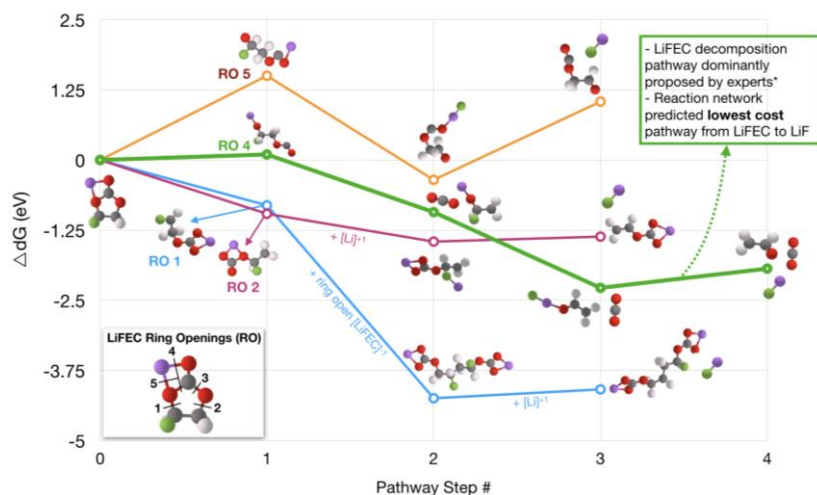 2.5
1.25
0
-1.25
-2.5
-3.75
-5
△dG (eV)
0
1
2
3
4
Pathway Step #
RO 5
RO 4
RO 1
RO 2
+ [Li]+1
+ ring open [LiFEC]-1
+ [Li]+1
- LiFEC decomposition
pathway dominantly
proposed by experts*
- Reaction network
predicted lowest cost
pathway from LiFEC to LiF
LiFEC Ring Openings (RO)
4
5
3
1
2